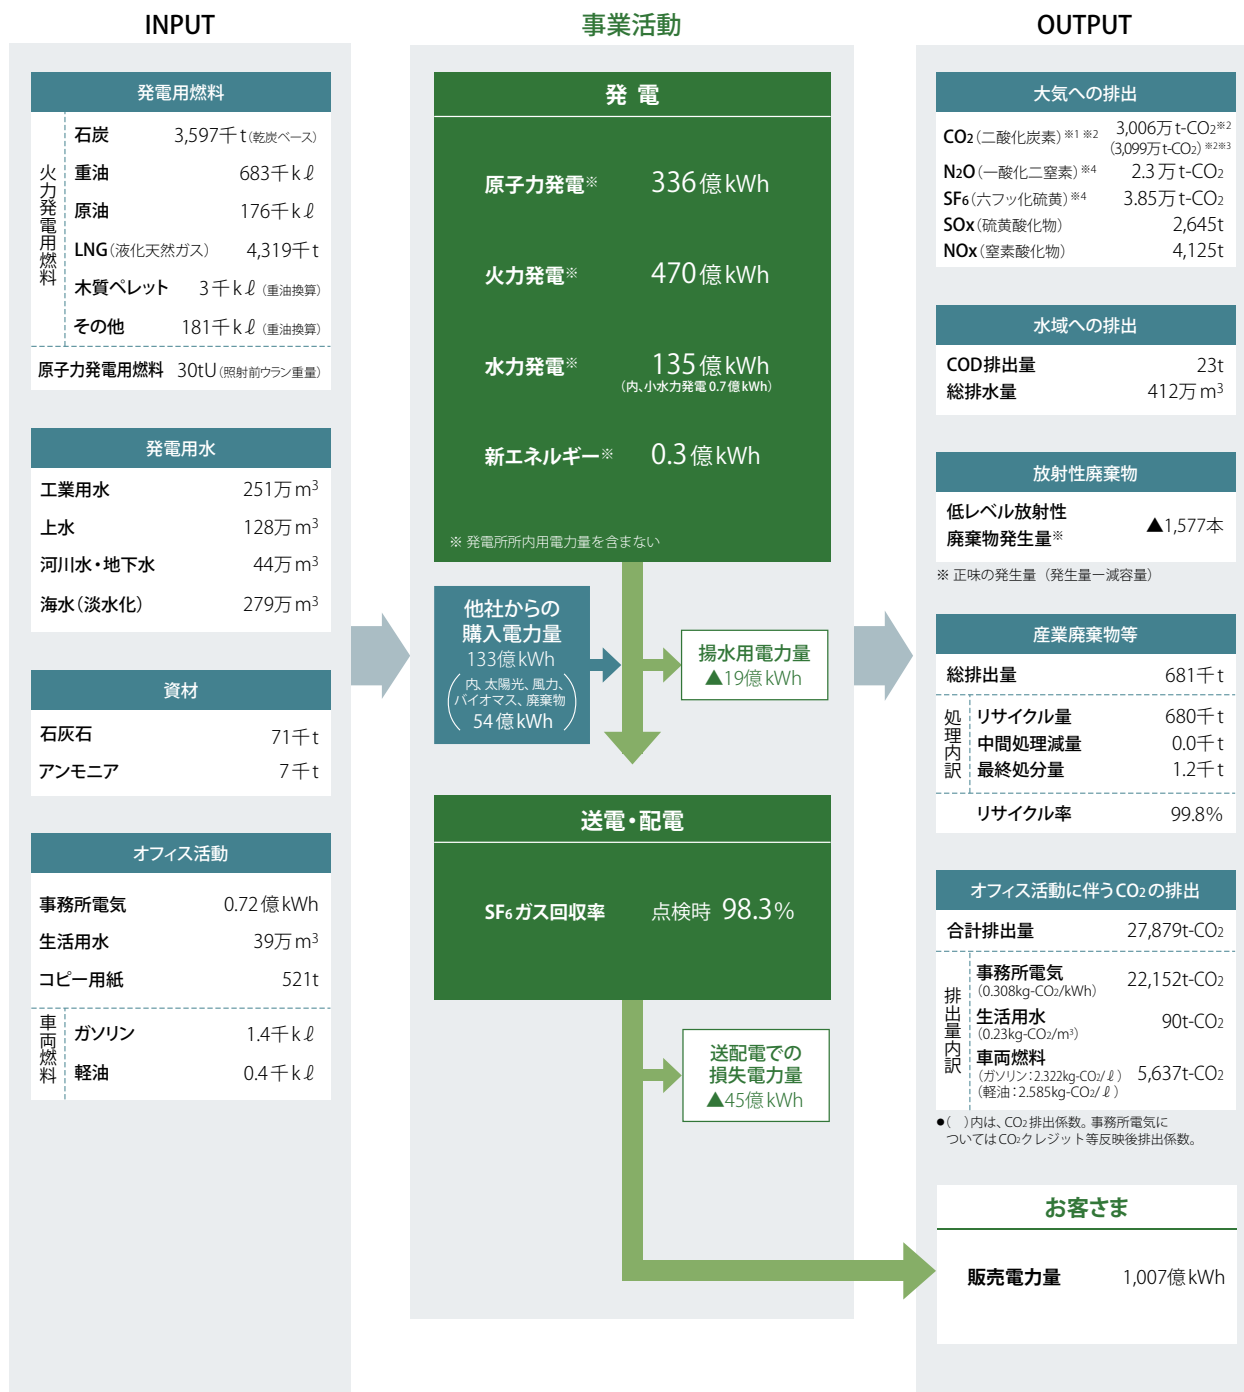 INPUT
発電用燃料
火力発電用燃料
石炭 3,597千t(乾炭ベース)
重油 683千kℓ
原油 176千kℓ
LNG(液化天然ガス) 4,319千t
木質ペレット 3千kℓ(重油換算)
その他 181千kℓ(重油換算)
原子力発電用燃料 30tU(照射前ウラン重量)
発電用水
工業用水 251万m³
上水 128万m³
河川水・地下水 44万m³
海水(淡水化) 279万m³
資材
石灰石 71千t
アンモニア 7千t
オフィス活動
事務所電気 0.72億kWh
生活用水 39万m³
コピー用紙 521t
車両燃料
ガソリン 1.4千kℓ
軽油 0.4千kℓ
事業活動
発電
原子力発電※ 336億kWh
火力発電※ 470億kWh
水力発電※ 135億kWh
(内、小水力発電0.7億kWh)
新エネルギー※ 0.3億kWh
※ 発電所所内用電力量を含まない
他社からの
購入電力量
133億kWh
(内、太陽光、風力、
バイオマス、廃棄物
54億kWh)
揚水用電力量
▲19億kWh
送電・配電
SF₆ガス回収率 点検時 98.3%
送配電での
損失電力量
▲45億kWh
OUTPUT
大気への排出
CO₂(二酸化炭素)※1 ※2 3,006万t-CO₂※2
(3,099万t-CO₂)※2※3
N₂O(一酸化二窒素)※4 2.3万t-CO₂
SF₆(六フッ化硫黄)※4 3.85万t-CO₂
SOx(硫黄酸化物) 2,645t
NOx(窒素酸化物) 4,125t
水域への排出
COD排出量 23t
総排水量 412万m³
放射性廃棄物
低レベル放射性
廃棄物発生量※ ▲1,577本
※ 正味の発生量（発生量ー減容量）
産業廃棄物等
総排出量 681千t
処理内訳
リサイクル量 680千t
中間処理減量 0.0千t
最終処分量 1.2千t
リサイクル率 99.8%
オフィス活動に伴うCO₂の排出
合計排出量 27,879t-CO₂
排出量内訳
事務所電気 22,152t-CO₂
(0.308kg-CO₂/kWh)
生活用水 90t-CO₂
(0.23kg-CO₂/m³)
車両燃料 5,637t-CO₂
(ガソリン：2.322kg-CO₂/ℓ)
(軽油：2.585kg-CO₂/ℓ)
●( )内は、CO₂排出係数。事務所電気に
ついてはCO₂クレジット等反映後排出係数。
お客さま
販売電力量 1,007億kWh